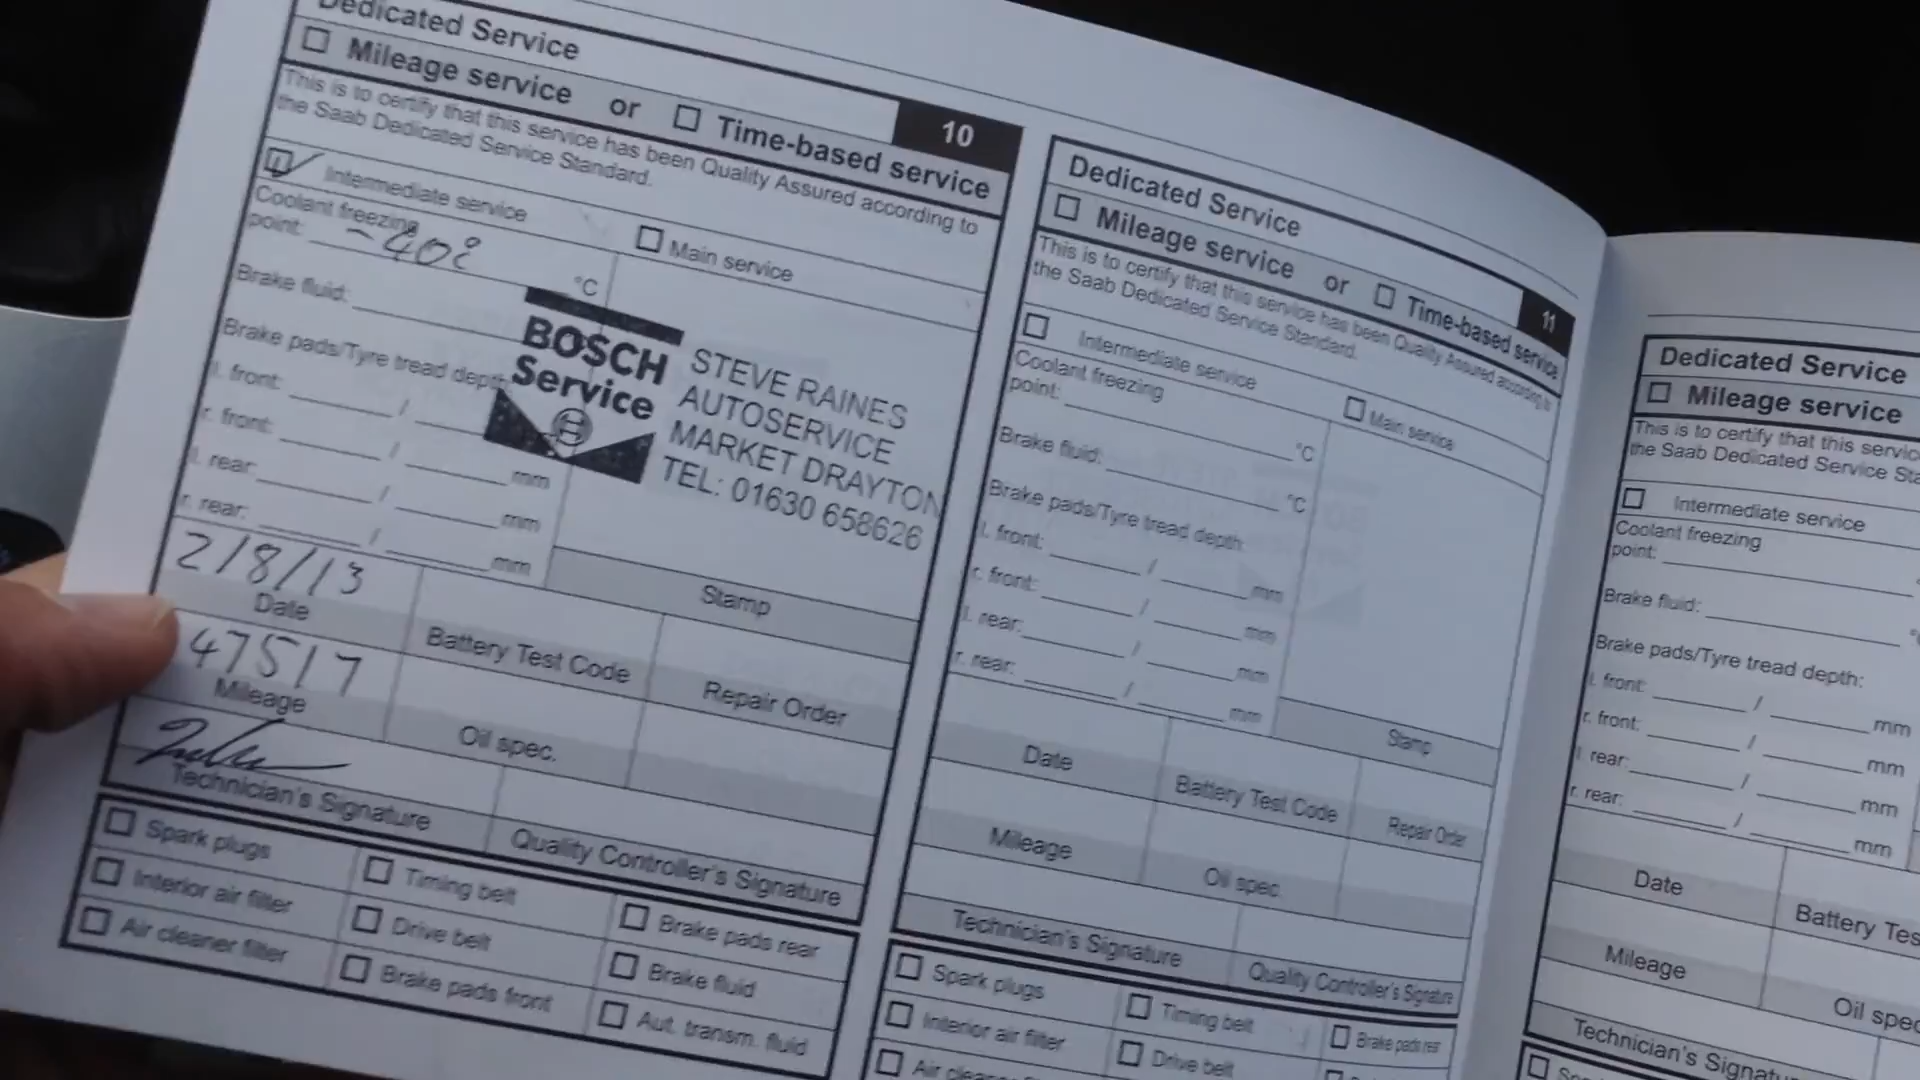 Dedicated Service
Mileage service or Time-based service
10
This is to certify that this service has been Quality Assured according to
the Saab Dedicated Service Standard.
Intermediate service
Main service
Coolant freezing
point: -40° °C
Brake fluid:
Brake pads/Tyre tread depth
l. front: /
r. front: / mm
l. rear: / mm
r. rear: / mm
BOSCH
Service
STEVE RAINES
AUTOSERVICE
MARKET DRAYTON
TEL: 01630 658626
Stamp
2/8/13
Date
Battery Test Code
Repair Order
47517
Mileage
Oil spec.
Technician's Signature
Quality Controller's Signature
Spark plugs
Interior air filter
Air cleaner filter
Timing belt
Drive belt
Brake pads front
Brake pads rear
Brake fluid
Aut. transm. fluid
Dedicated Service
Mileage service or Time-based service
11
This is to certify that this service has been Quality Assured according to
the Saab Dedicated Service Standard.
Intermediate service
Main service
Coolant freezing
point: °C
Brake fluid: °C
Brake pads/Tyre tread depth:
l. front: / mm
r. front: / mm
l. rear: / mm
r. rear: / mm
Stamp
Date
Battery Test Code
Repair Order
Mileage
Oil spec.
Technician's Signature
Quality Controller's Signature
Spark plugs
Interior air filter
Air cleaner
Timing belt
Drive belt
Brake pads rear
Dedicated Service
Mileage service
This is to certify that this servic
the Saab Dedicated Service Sta
Intermediate service
Coolant freezing
point:
Brake fluid:
Brake pads/Tyre tread depth:
l. front: / mm
r. front: / mm
l. rear: / mm
r. rear: / mm
Date
Battery Tes
Mileage
Oil spec
Technician's Signatu